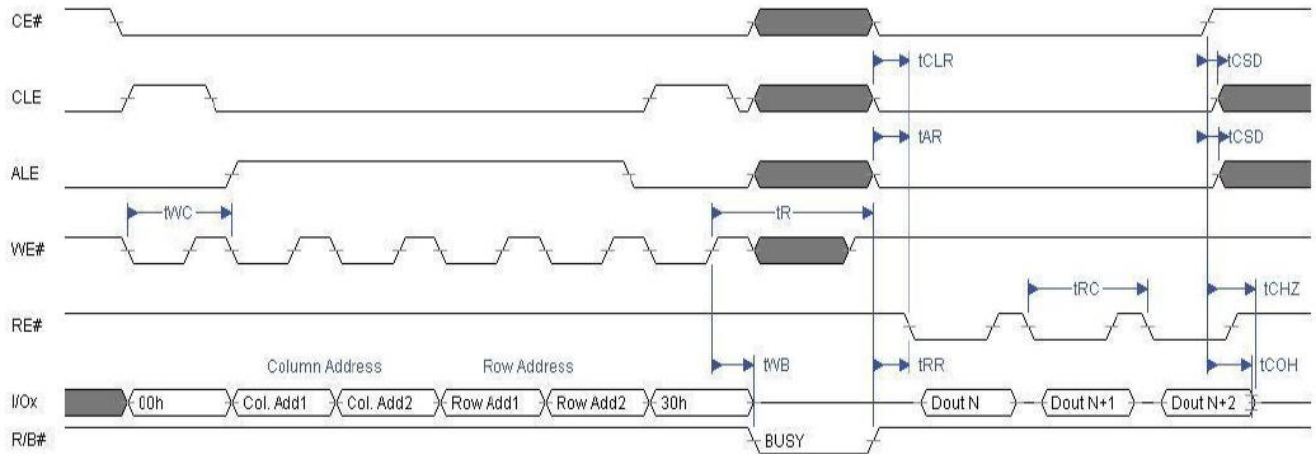 CE#
tCLR
tCSD
CLE
tAR
tCSD
ALE
tWC
tR
WE#
tRC
tCHZ
RE#
Column Address
Row Address
tWB
tRR
tCOH
I/Ox
00h
Col. Add1
Col. Add2
Row Add1
Row Add2
30h
Dout N
Dout N+1
Dout N+2
R/B#
BUSY